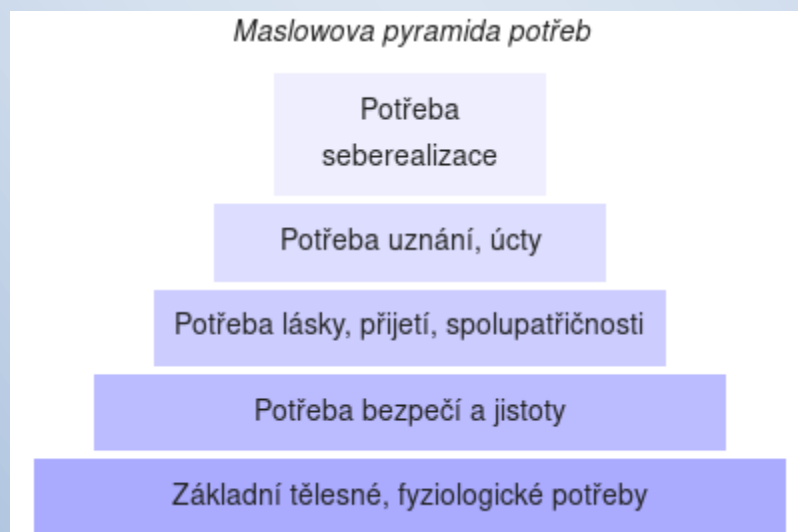 Maslowova pyramida potřeb
Potřeba
seberealizace
Potřeba uznání, úcty
Potřeba lásky, přijetí, spolupatřičnosti
Potřeba bezpečí a jistoty
Základní tělesné, fyziologické potřeby